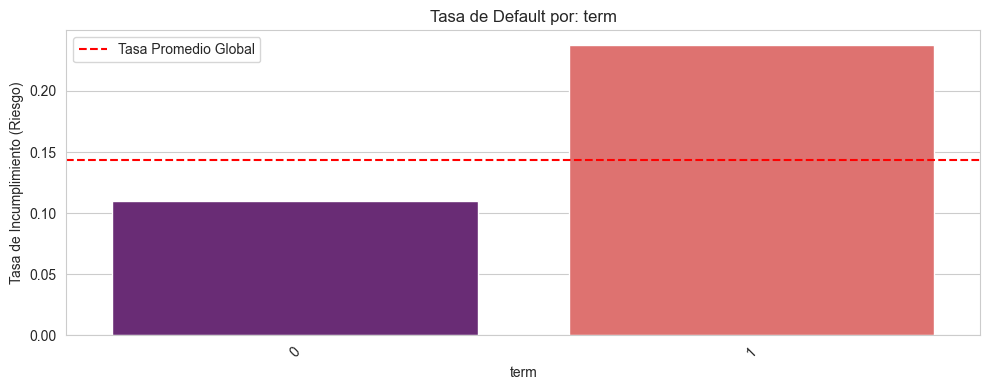 Tasa de Default por: term
Tasa Promedio Global
Tasa de Incumplimiento (Riesgo)
0.20
0.15
0.10
0.05
0.00
0
1
term